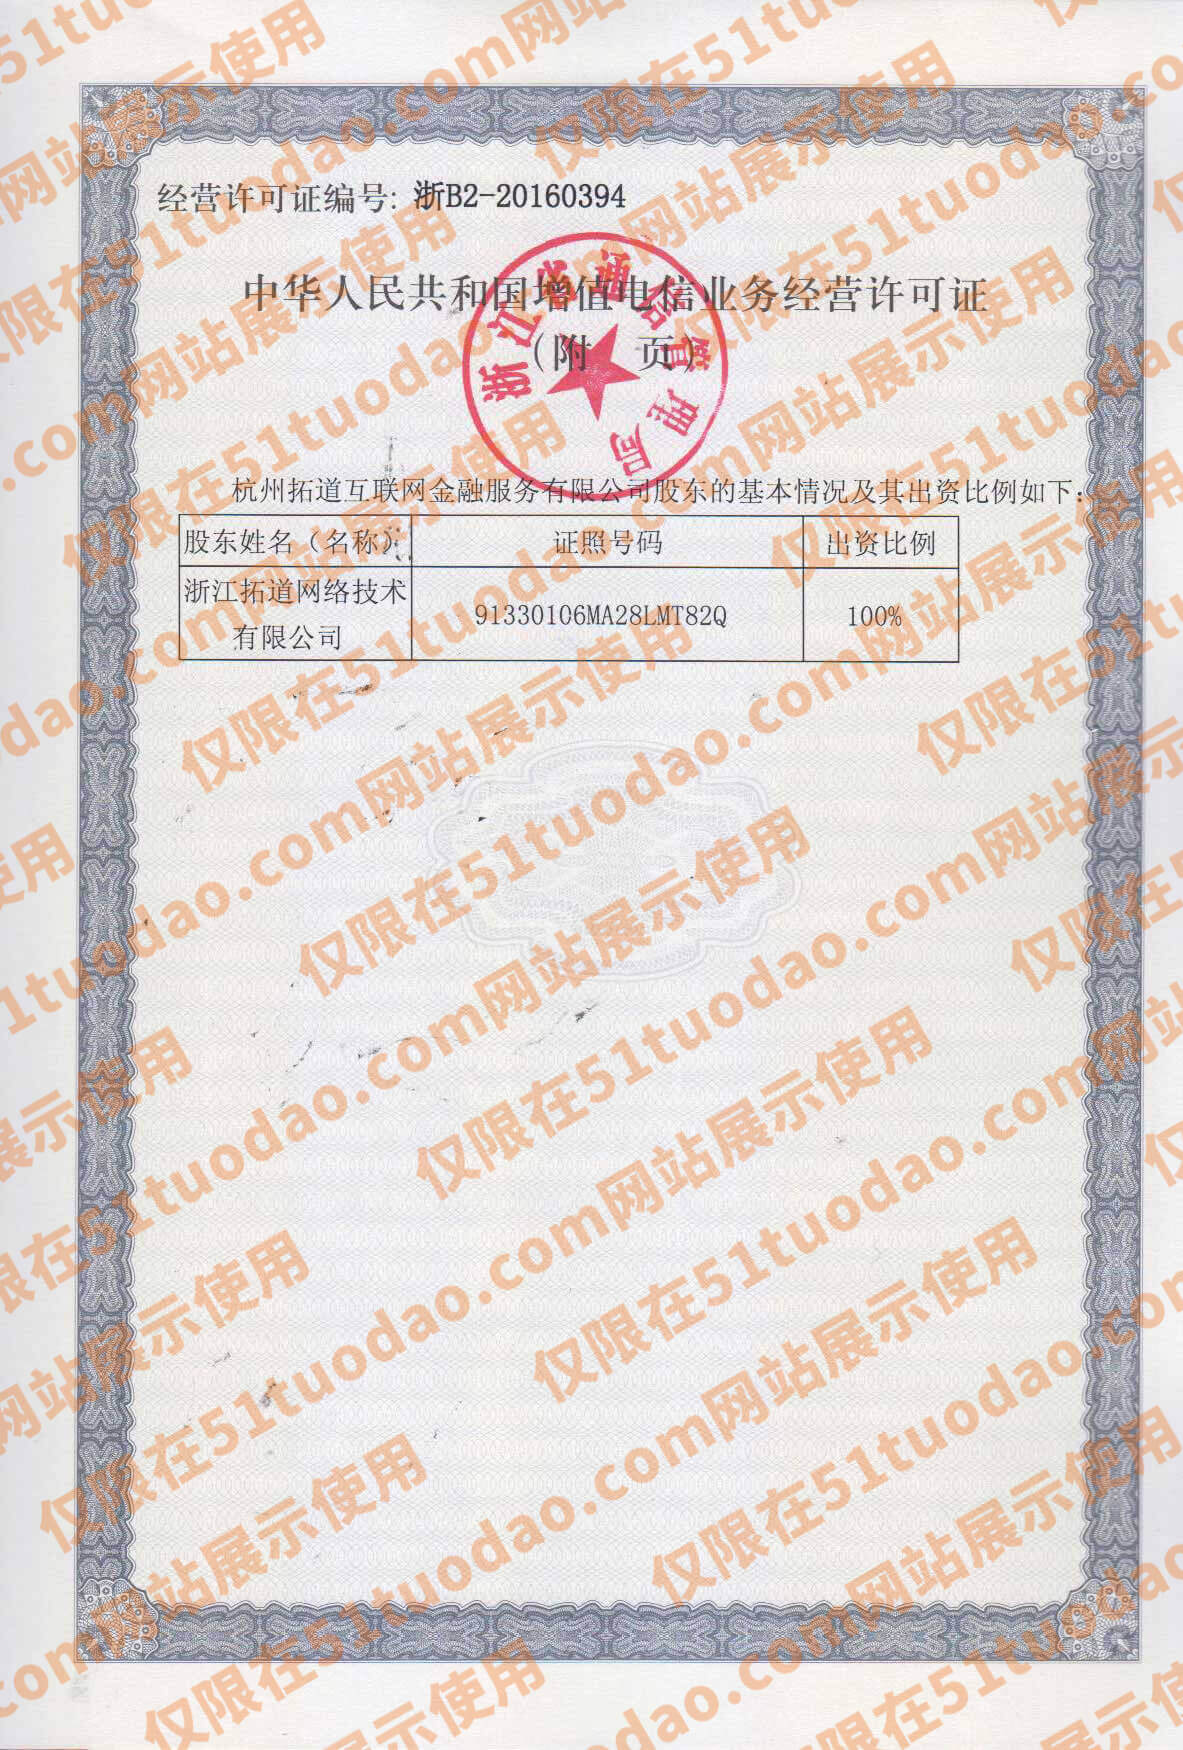 经营许可证编号: 浙B2-20160394
中华人民共和国增值电信业务经营许可证
（附 页）
浙江省通信管理局
杭州拓道互联网金融服务有限公司股东的基本情况及其出资比例如下：
股东姓名（名称） 证照号码 出资比例
浙江拓道网络技术有限公司 91330106MA28LMT82Q 100%
仅限在51tuodao.com网站展示使用